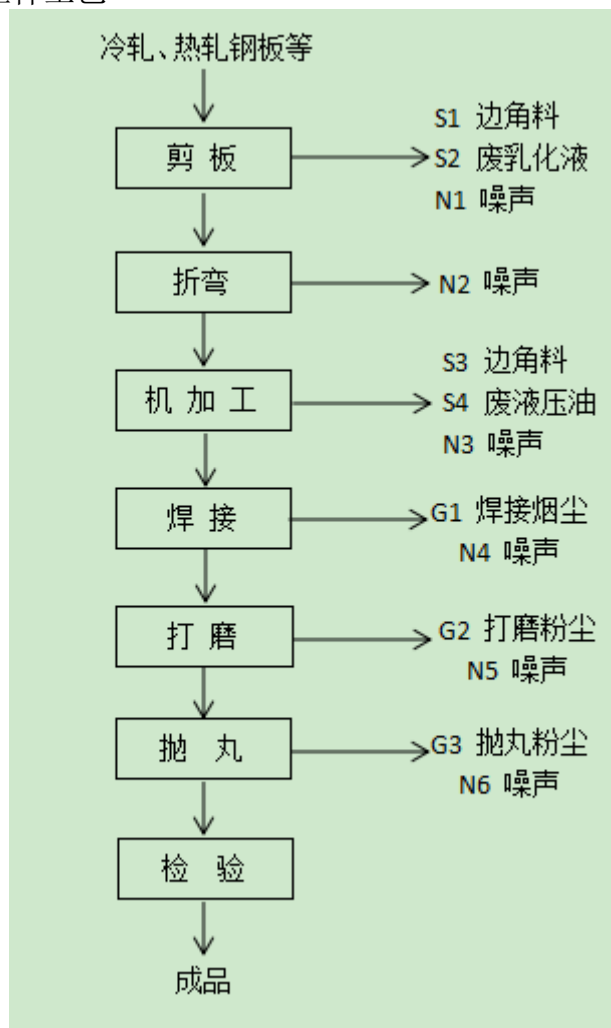 冷轧、热轧钢板等
剪 板
S1 边角料
S2 废乳化液
N1 噪声
折弯
N2 噪声
机 加 工
S3 边角料
S4 废液压油
N3 噪声
焊 接
G1 焊接烟尘
N4 噪声
打 磨
G2 打磨粉尘
N5 噪声
抛 丸
G3 抛丸粉尘
N6 噪声
检 验
成品